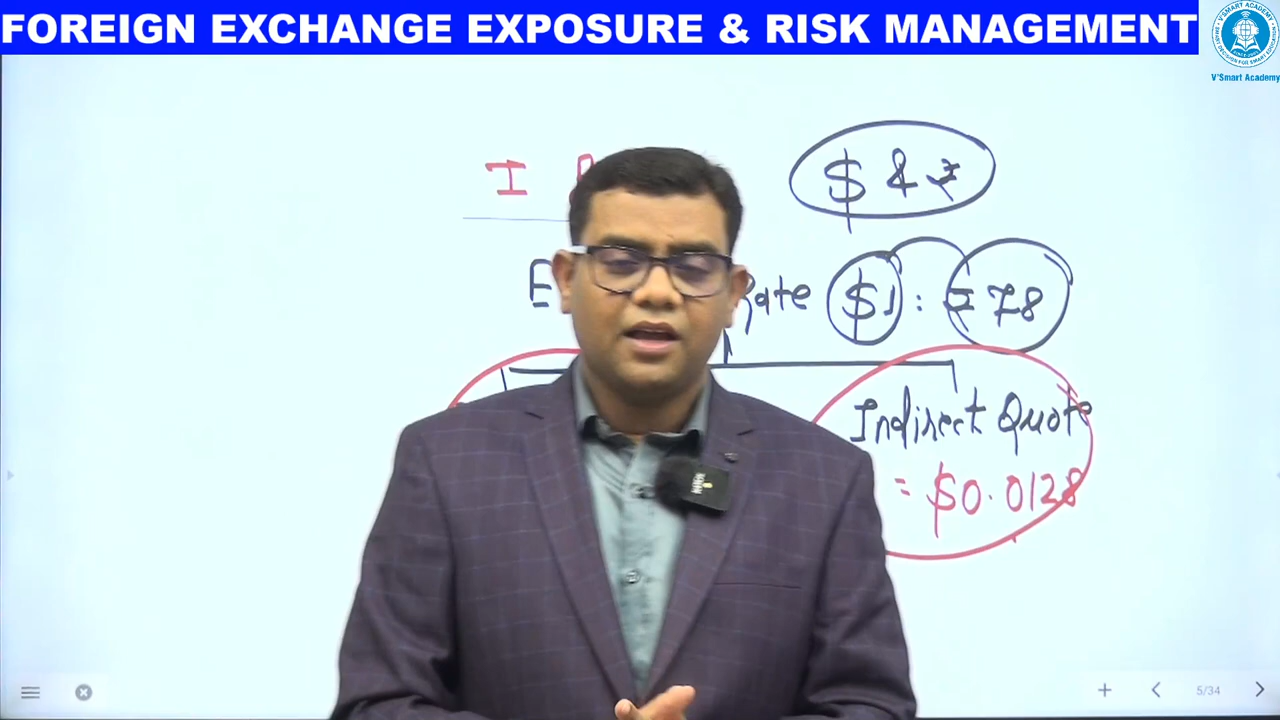 FOREIGN EXCHANGE EXPOSURE & RISK MANAGEMENT
V'Smart Academy
I
$ & ₹
E
Rate $1 : ₹ 78
Indirect Quote
= $0.0128
5/34